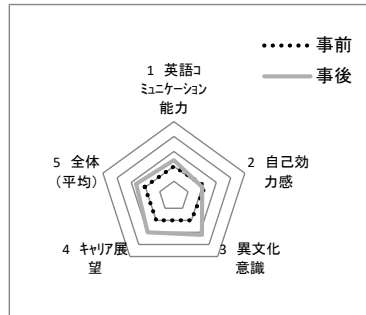 事前
事後
1 英語コ
ミュニケーション
能力
2 自己効
力感
3 異文化
意識
4 キャリア展
望
5 全体
(平均)